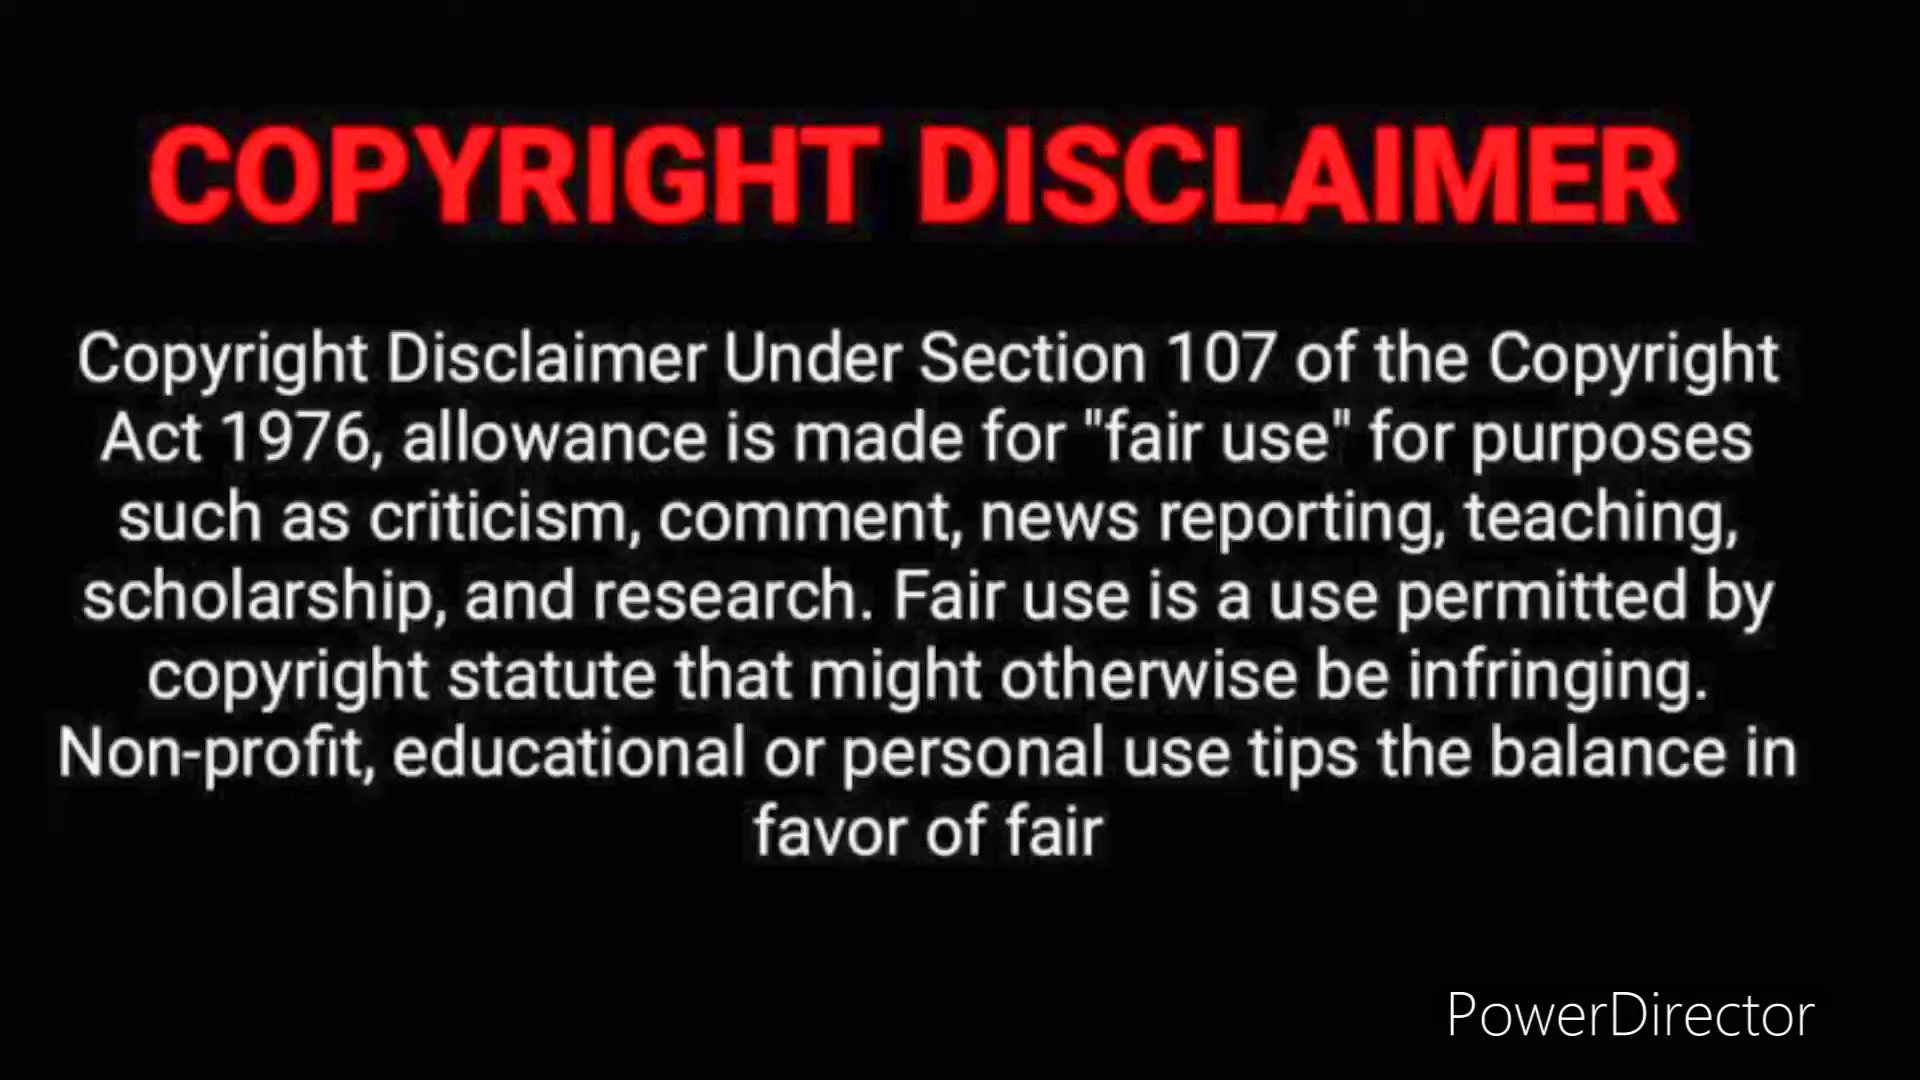 COPYRIGHT DISCLAIMER
Copyright Disclaimer Under Section 107 of the Copyright
Act 1976, allowance is made for "fair use" for purposes
such as criticism, comment, news reporting, teaching,
scholarship, and research. Fair use is a use permitted by
copyright statute that might otherwise be infringing.
Non-profit, educational or personal use tips the balance in
favor of fair
PowerDirector